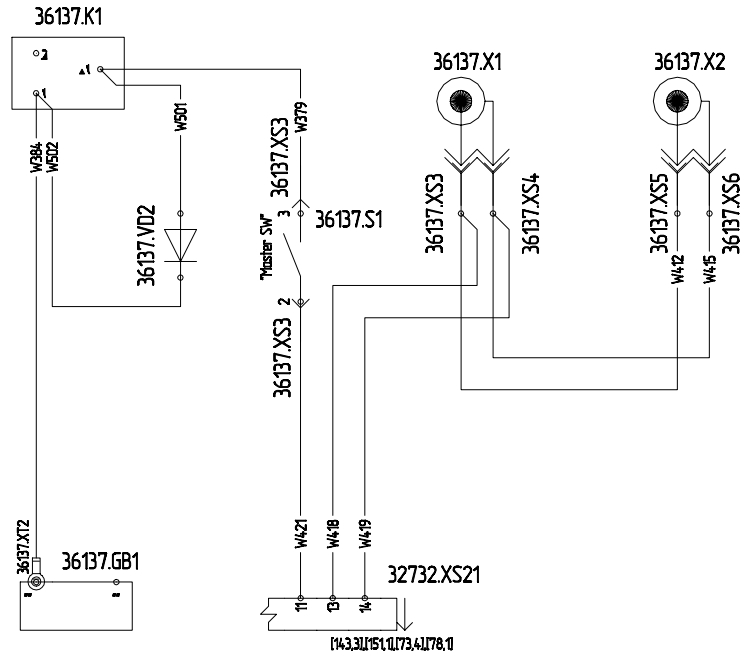 36137.K1
2
1
1
W384
W502
W501
36137.VD2
36137.XT2
36137.GB1
W379
36137.XS3
3
36137.S1
"Master SW"
2
36137.XS3
W421
W418
W419
11
13
14
32732.XS21
[143,3],[151,1],[73,4],[78,1]
36137.X1
36137.XS3
36137.XS4
36137.X2
36137.XS5
36137.XS6
W412
W415